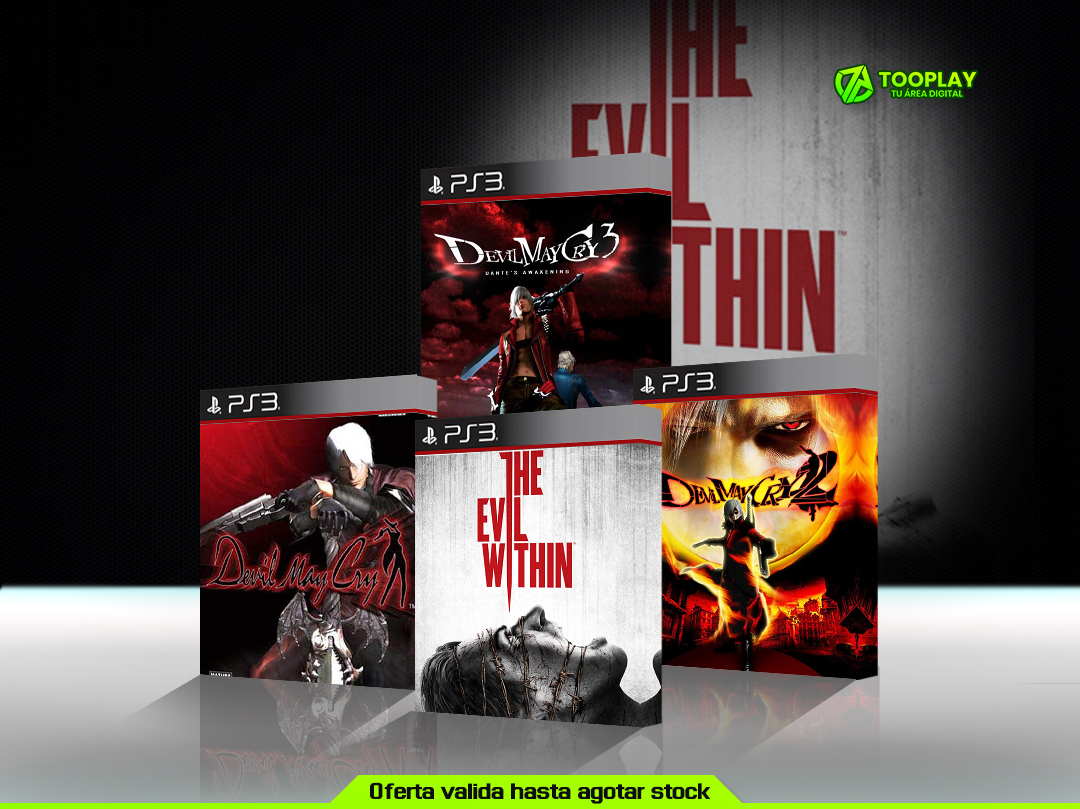 THE
EVIL
WITHIN
TOOPLAY
TU ÁREA DIGITAL
PS3
DEVIL MAY CRY 3
DANTE'S AWAKENING
PS3
Devil May Cry
PS3
THE
EVIL
WITHIN
PS3
DEVIL MAY CRY 2
Oferta valida hasta agotar stock